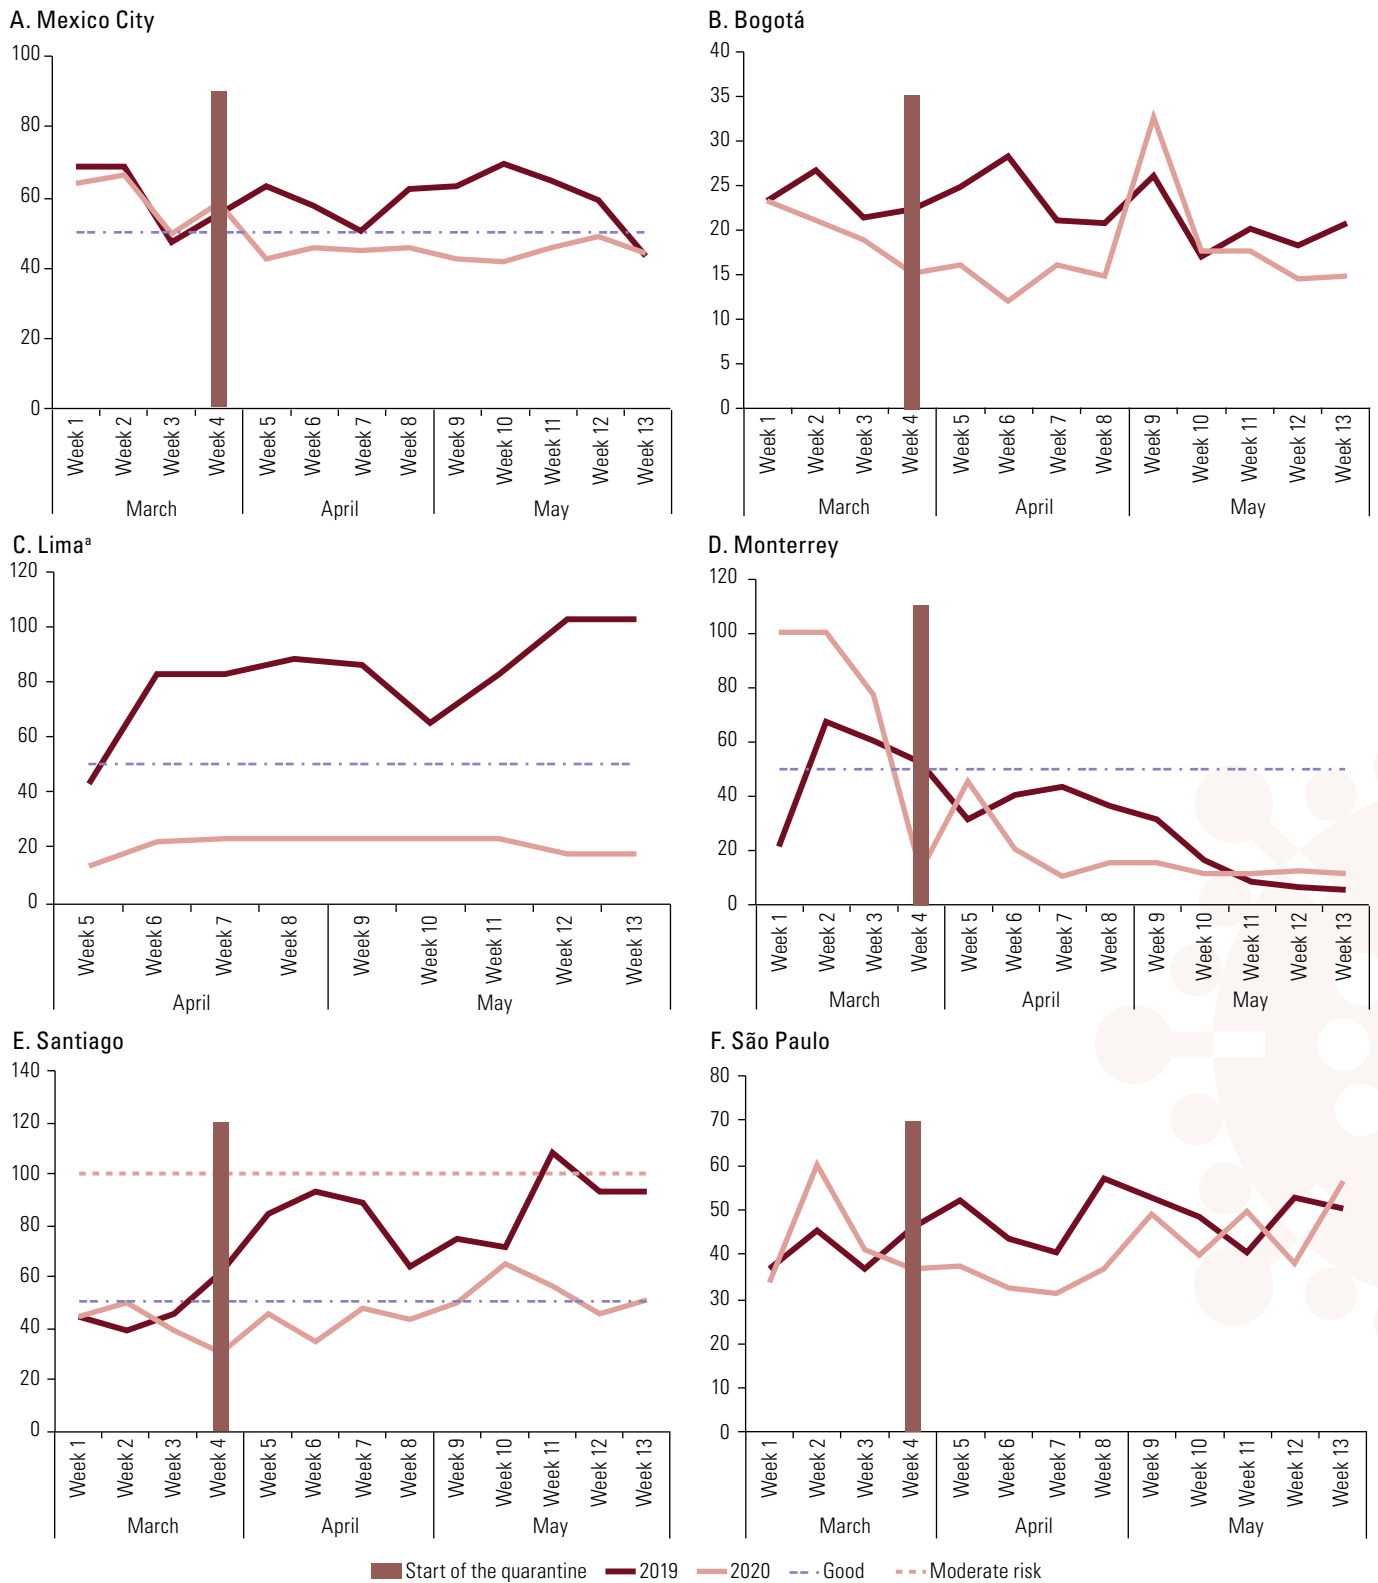 A. Mexico City
100
80
60
40
20
0
Week 1
Week 2
Week 3
Week 4
Week 5
Week 6
Week 7
Week 8
Week 9
Week 10
Week 11
Week 12
Week 13
March
April
May
B. Bogotá
40
35
30
25
20
15
10
5
0
Week 1
Week 2
Week 3
Week 4
Week 5
Week 6
Week 7
Week 8
Week 9
Week 10
Week 11
Week 12
Week 13
March
April
May
C. Limaª
120
100
80
60
40
20
0
Week 5
Week 6
Week 7
Week 8
Week 9
Week 10
Week 11
Week 12
Week 13
April
May
D. Monterrey
120
100
80
60
40
20
0
Week 1
Week 2
Week 3
Week 4
Week 5
Week 6
Week 7
Week 8
Week 9
Week 10
Week 11
Week 12
Week 13
March
April
May
E. Santiago
140
120
100
80
60
40
20
0
Week 1
Week 2
Week 3
Week 4
Week 5
Week 6
Week 7
Week 8
Week 9
Week 10
Week 11
Week 12
Week 13
March
April
May
F. São Paulo
80
70
60
50
40
30
20
10
0
Week 1
Week 2
Week 3
Week 4
Week 5
Week 6
Week 7
Week 8
Week 9
Week 10
Week 11
Week 12
Week 13
March
April
May
Start of the quarantine 2019 2020 Good Moderate risk